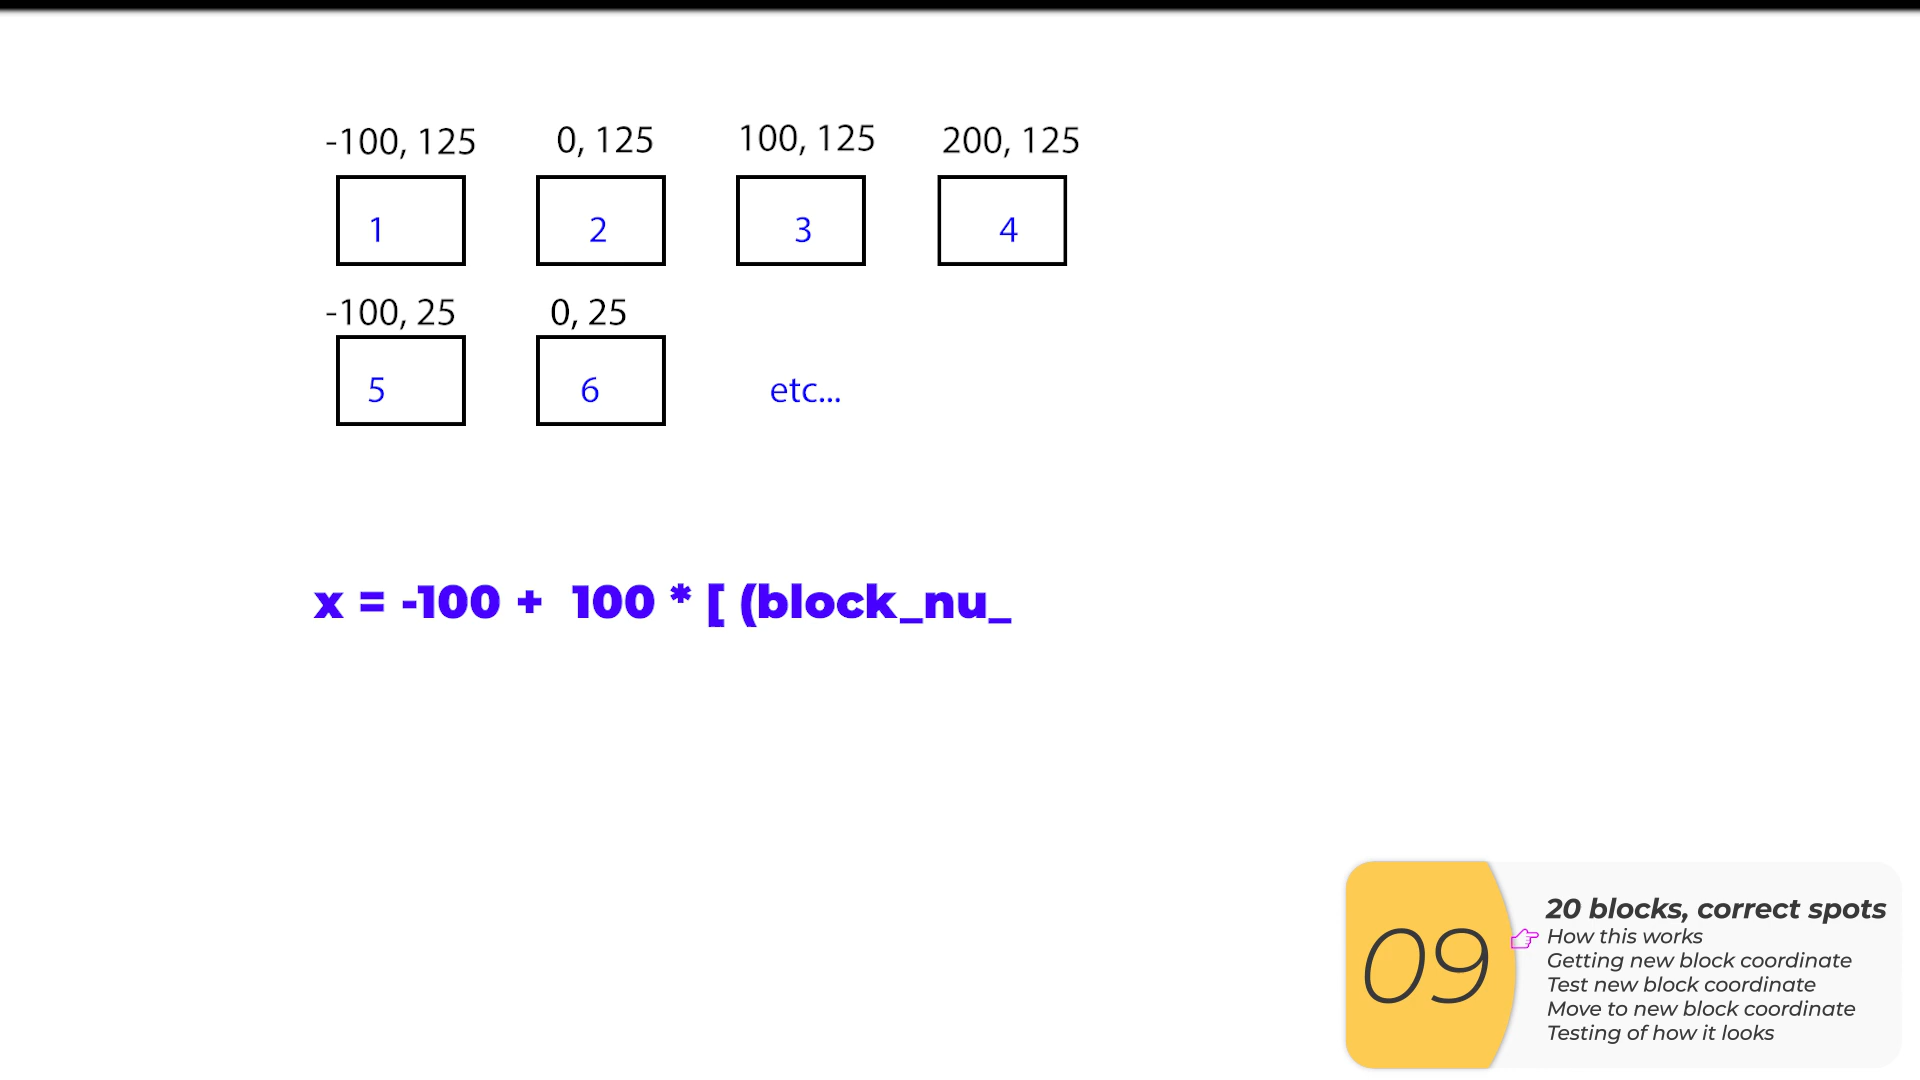 -100, 125 0, 125 100, 125 200, 125
1 2 3 4
-100, 25 0, 25
5 6 etc...
x = -100 + 100 * [ (block_nu_
09
20 blocks, correct spots
How this works
Getting new block coordinate
Test new block coordinate
Move to new block coordinate
Testing of how it looks